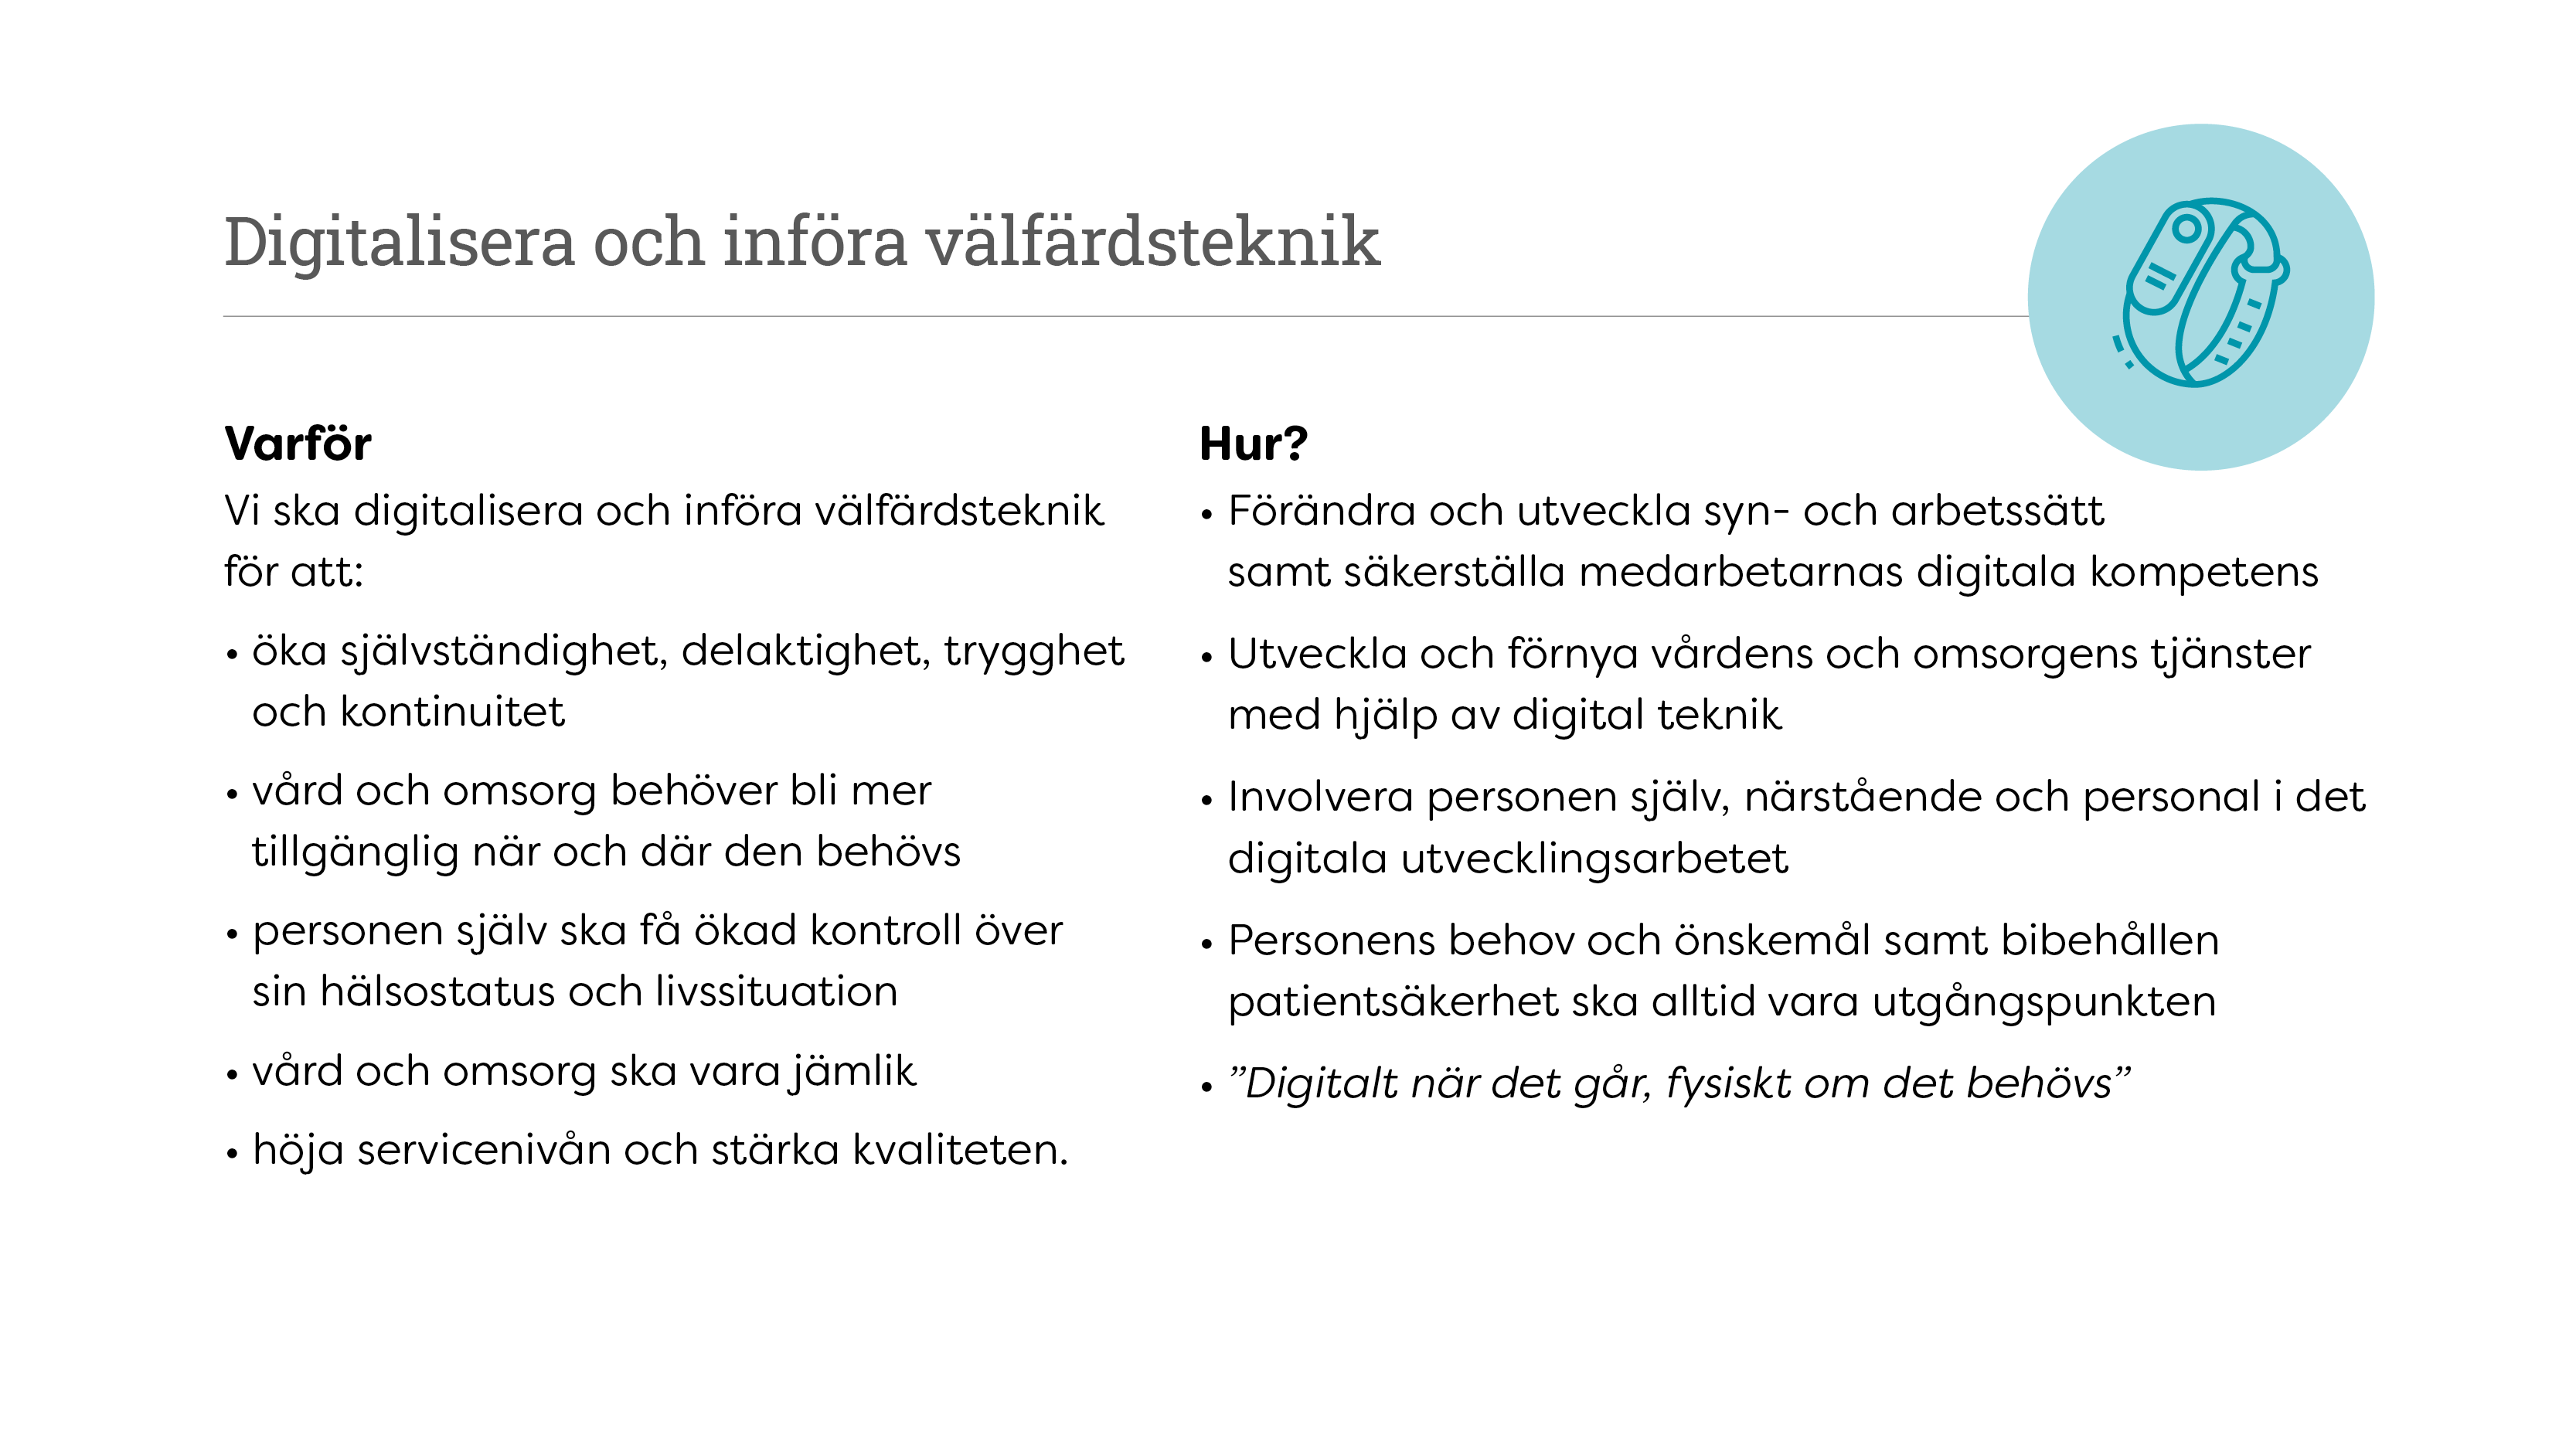 Digitalisera och införa välfärdsteknik
Varför
Vi ska digitalisera och införa välfärdsteknik
för att:
• öka självständighet, delaktighet, trygghet
och kontinuitet
• vård och omsorg behöver bli mer
tillgänglig när och där den behövs
• personen själv ska få ökad kontroll över
sin hälsostatus och livssituation
• vård och omsorg ska vara jämlik
• höja servicenivån och stärka kvaliteten.
Hur?
• Förändra och utveckla syn- och arbetssätt
samt säkerställa medarbetarnas digitala kompetens
• Utveckla och förnya vårdens och omsorgens tjänster
med hjälp av digital teknik
• Involvera personen själv, närstående och personal i det
digitala utvecklingsarbetet
• Personens behov och önskemål samt bibehållen
patientsäkerhet ska alltid vara utgångspunkten
• ”Digitalt när det går, fysiskt om det behövs”